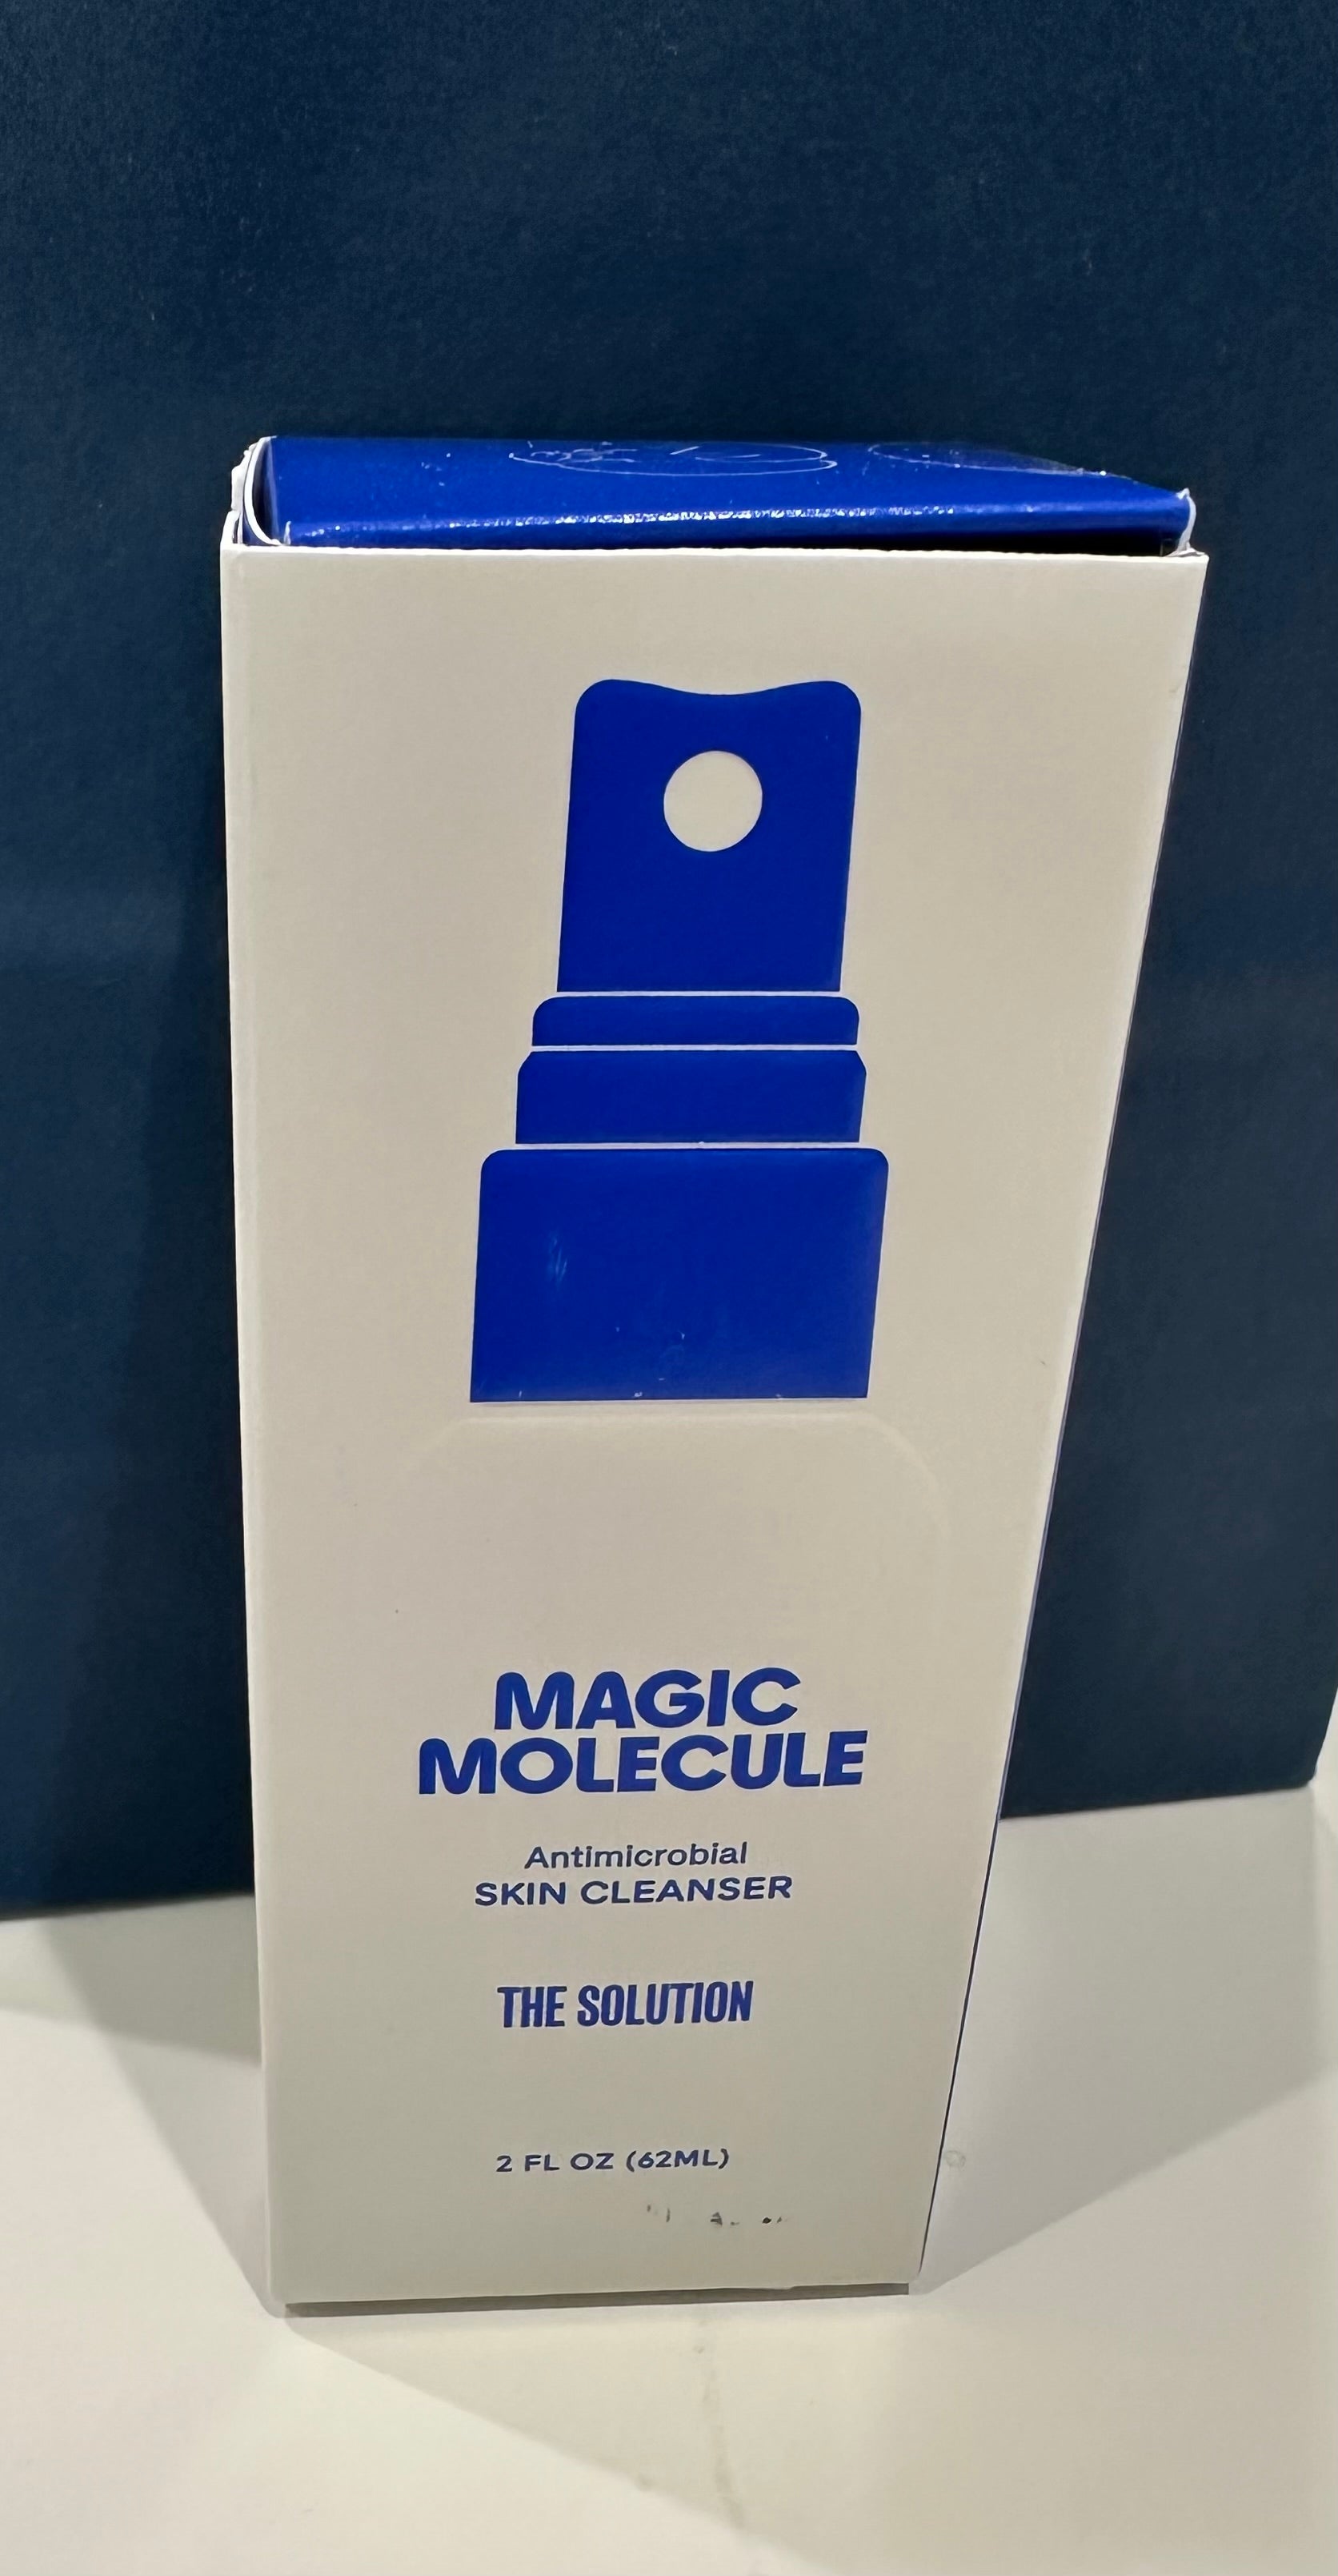 MAGIC
MOLECULE
Antimicrobial
SKIN CLEANSER
THE SOLUTION
2 FL OZ (62ML)